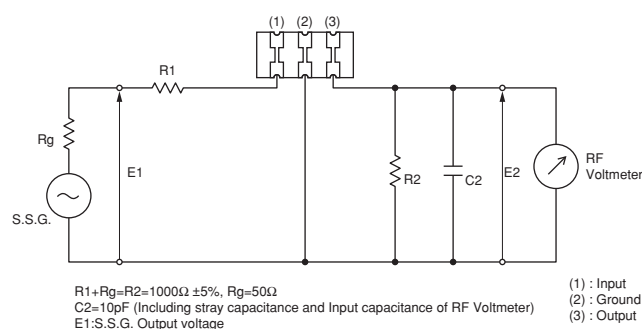 (1) (2) (3)
R1
Rg
E1
R2
C2
E2
RF
Voltmeter
S.S.G.
R1+Rg=R2=1000Ω ±5%, Rg=50Ω
C2=10pF (Including stray capacitance and Input capacitance of RF Voltmeter)
E1:S.S.G. Output voltage
(1) : Input
(2) : Ground
(3) : Output